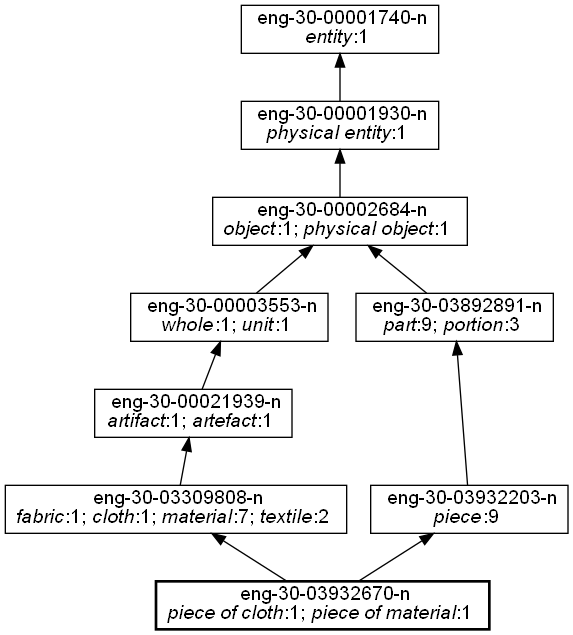 eng-30-00001740-n
entity:1
eng-30-00001930-n
physical entity:1
eng-30-00002684-n
object:1; physical object:1
eng-30-00003553-n
whole:1; unit:1
eng-30-03892891-n
part:9; portion:3
eng-30-00021939-n
artifact:1; artefact:1
eng-30-03309808-n
fabric:1; cloth:1; material:7; textile:2
eng-30-03932203-n
piece:9
eng-30-03932670-n
piece of cloth:1; piece of material:1